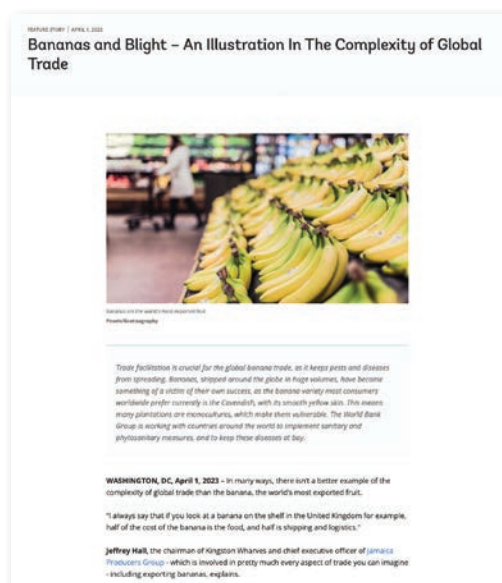 FEATURE STORY | APRIL 1, 2023
Bananas and Blight – An Illustration In The Complexity of Global
Trade
Bananas are the world's most exported fruit.
Trade facilitation is crucial for the global banana trade, as it keeps pests and diseases
from spreading. Bananas, shipped around the globe in huge volumes, have become
something of a victim of their own success, as the banana variety most consumers
worldwide prefer currently is the Cavendish, with its smooth yellow skin. This means
many plantations are monocultures, which make them vulnerable. The World Bank
Group is working with countries around the world to implement sanitary and
phytosanitary measures, and to keep these diseases at bay.
WASHINGTON, DC, April 1, 2023 – In many ways, there isn't a better example of the
complexity of global trade than the banana, the world's most exported fruit.
"I always say that if you look at a banana on the shelf in the United Kingdom for example,
half of the cost of the banana is the food, and half is shipping and logistics."
Jeffrey Hall, the chairman of Kingston Wharves and chief executive officer of Jamaica
Producers Group - which is involved in pretty much every aspect of trade you can imagine
- including exporting bananas, explains.